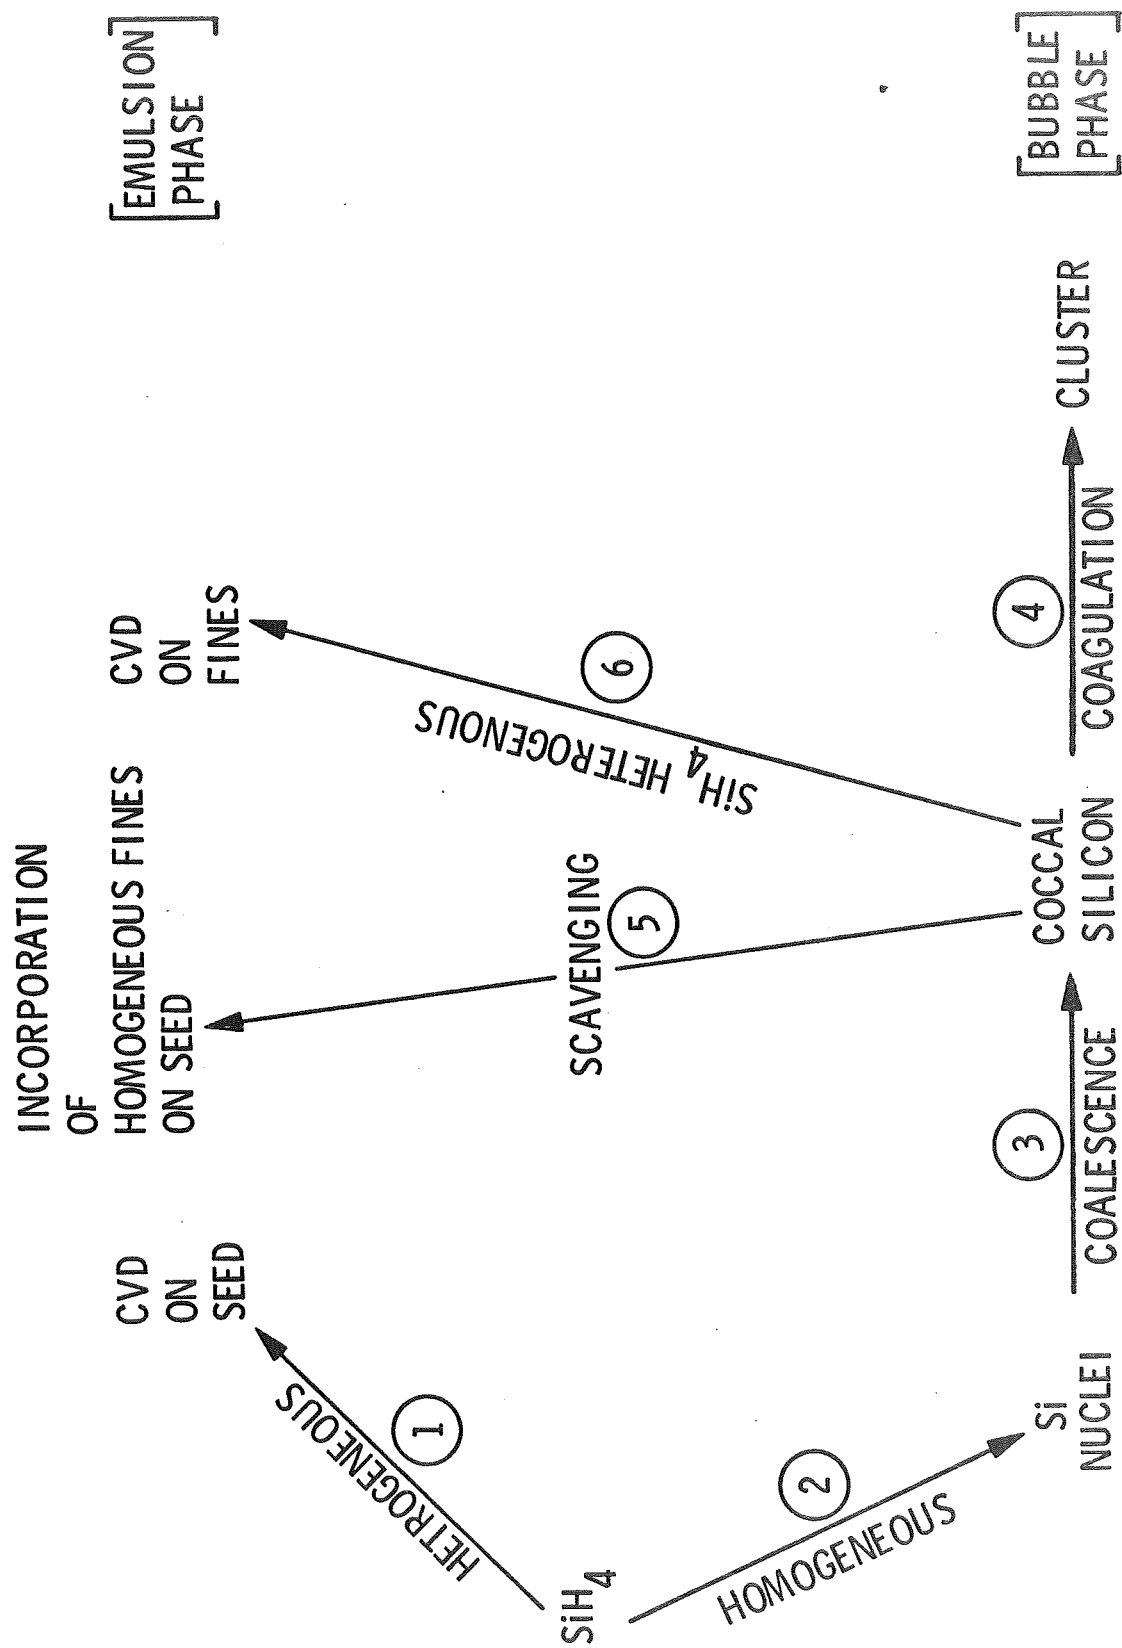 INCORPORATION
OF
HOMOGENEOUS FINES
ON SEED
CVD
ON
SEED
CVD
ON
FINES
[EMULSION
PHASE]
HETROGENEOUS
1
SiH4
2
HOMOGENEOUS
SCAVENGING
5
SiH4 HETEROGENOUS
6
Si
NUCLEI
3
COALESCENCE
COCCAL
SILICON
4
COAGULATION
CLUSTER
[BUBBLE
PHASE]